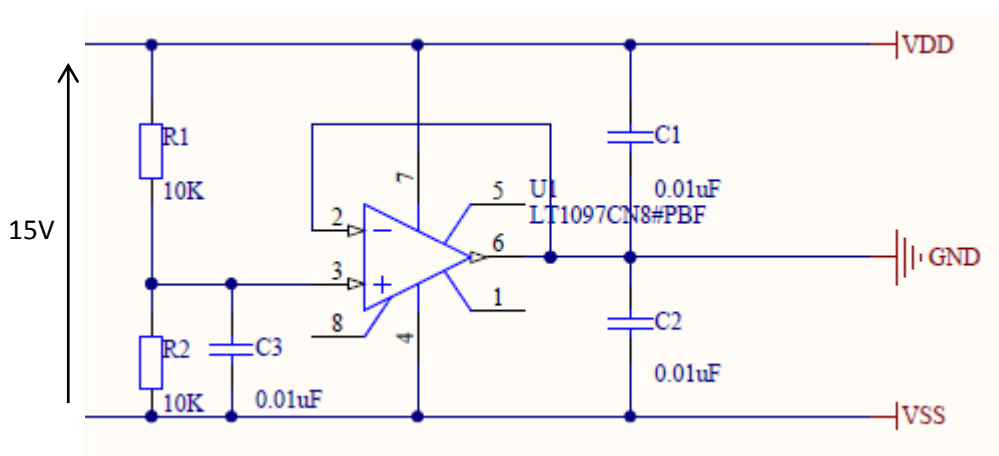 VDD
R1
10K
15V
7
C1
0.01uF
5
U1
LT1097CN8#PBF
2
−
6
GND
3
+
1
8
4
R2
10K
C3
0.01uF
C2
0.01uF
VSS